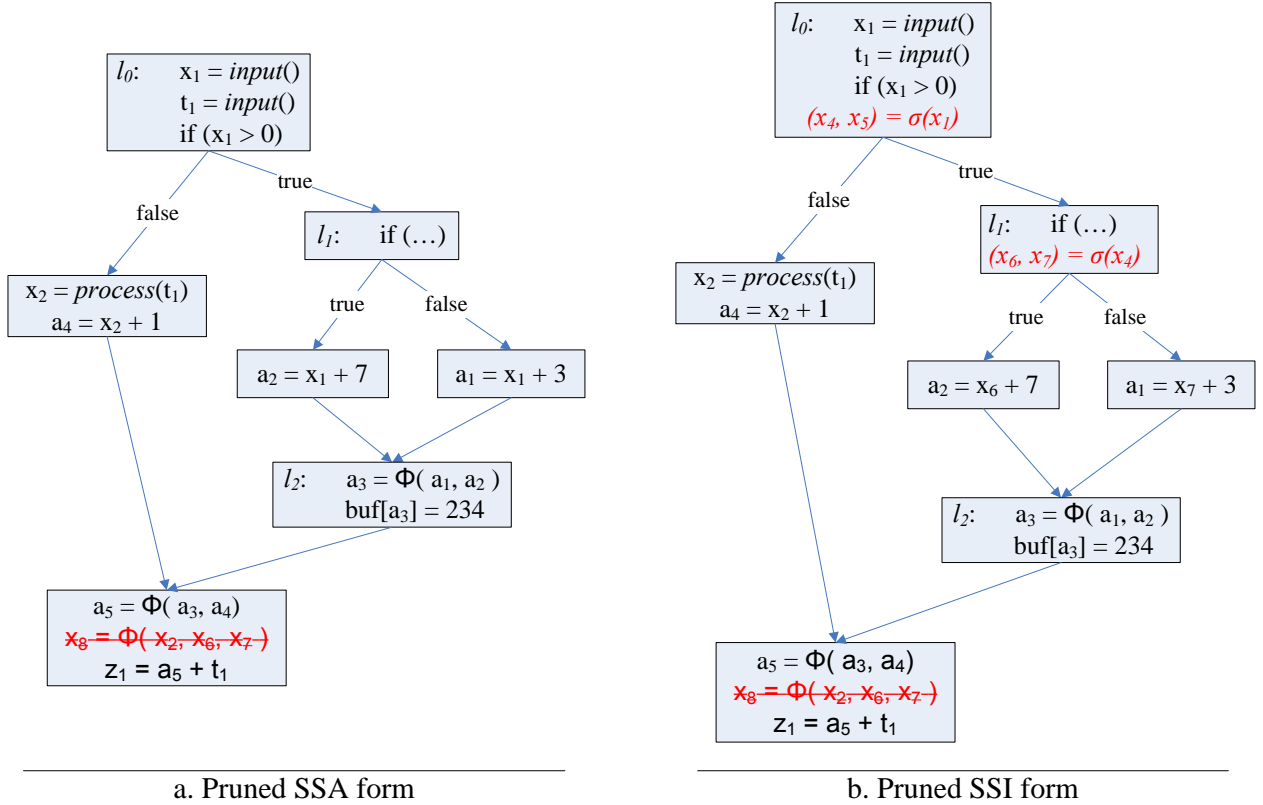 l₀: x₁ = input()
t₁ = input()
if (x₁ > 0)
true
false
l₁: if (…)
x₂ = process(t₁)
a₄ = x₂ + 1
true
false
a₂ = x₁ + 7
a₁ = x₁ + 3
l₂: a₃ = Φ( a₁, a₂ )
buf[a₃] = 234
a₅ = Φ( a₃, a₄)
x₈ = Φ( x₂, x₆, x₇ )
z₁ = a₅ + t₁
a. Pruned SSA form
l₀: x₁ = input()
t₁ = input()
if (x₁ > 0)
(x₄, x₅) = σ(x₁)
true
false
l₁: if (…)
(x₆, x₇) = σ(x₄)
x₂ = process(t₁)
a₄ = x₂ + 1
true
false
a₂ = x₆ + 7
a₁ = x₇ + 3
l₂: a₃ = Φ( a₁, a₂ )
buf[a₃] = 234
a₅ = Φ( a₃, a₄)
x₈ = Φ( x₂, x₆, x₇ )
z₁ = a₅ + t₁
b. Pruned SSI form